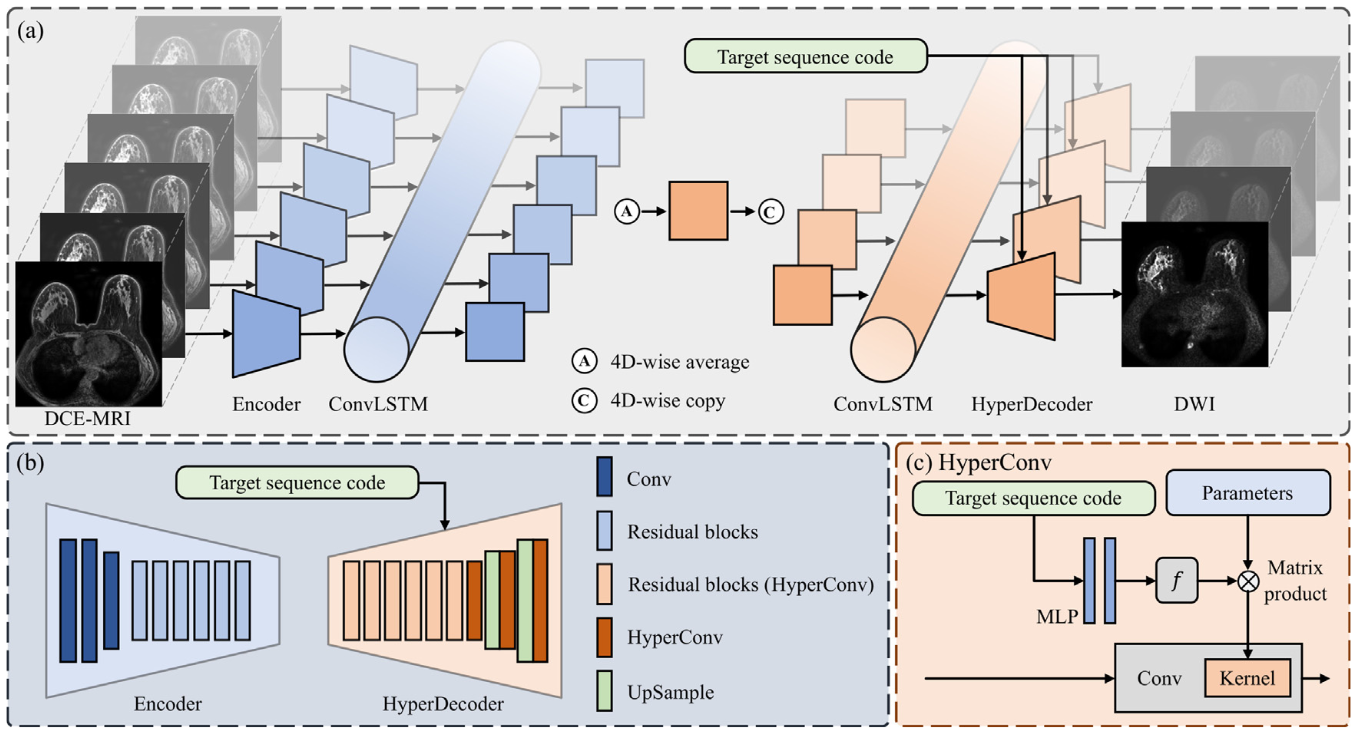 (a)
Target sequence code
A
C
A 4D-wise average
C 4D-wise copy
DCE-MRI
Encoder
ConvLSTM
ConvLSTM
HyperDecoder
DWI
(b)
Target sequence code
Encoder
HyperDecoder
Conv
Residual blocks
Residual blocks (HyperConv)
HyperConv
UpSample
(c) HyperConv
Target sequence code
Parameters
MLP
f
Matrix
product
Conv
Kernel